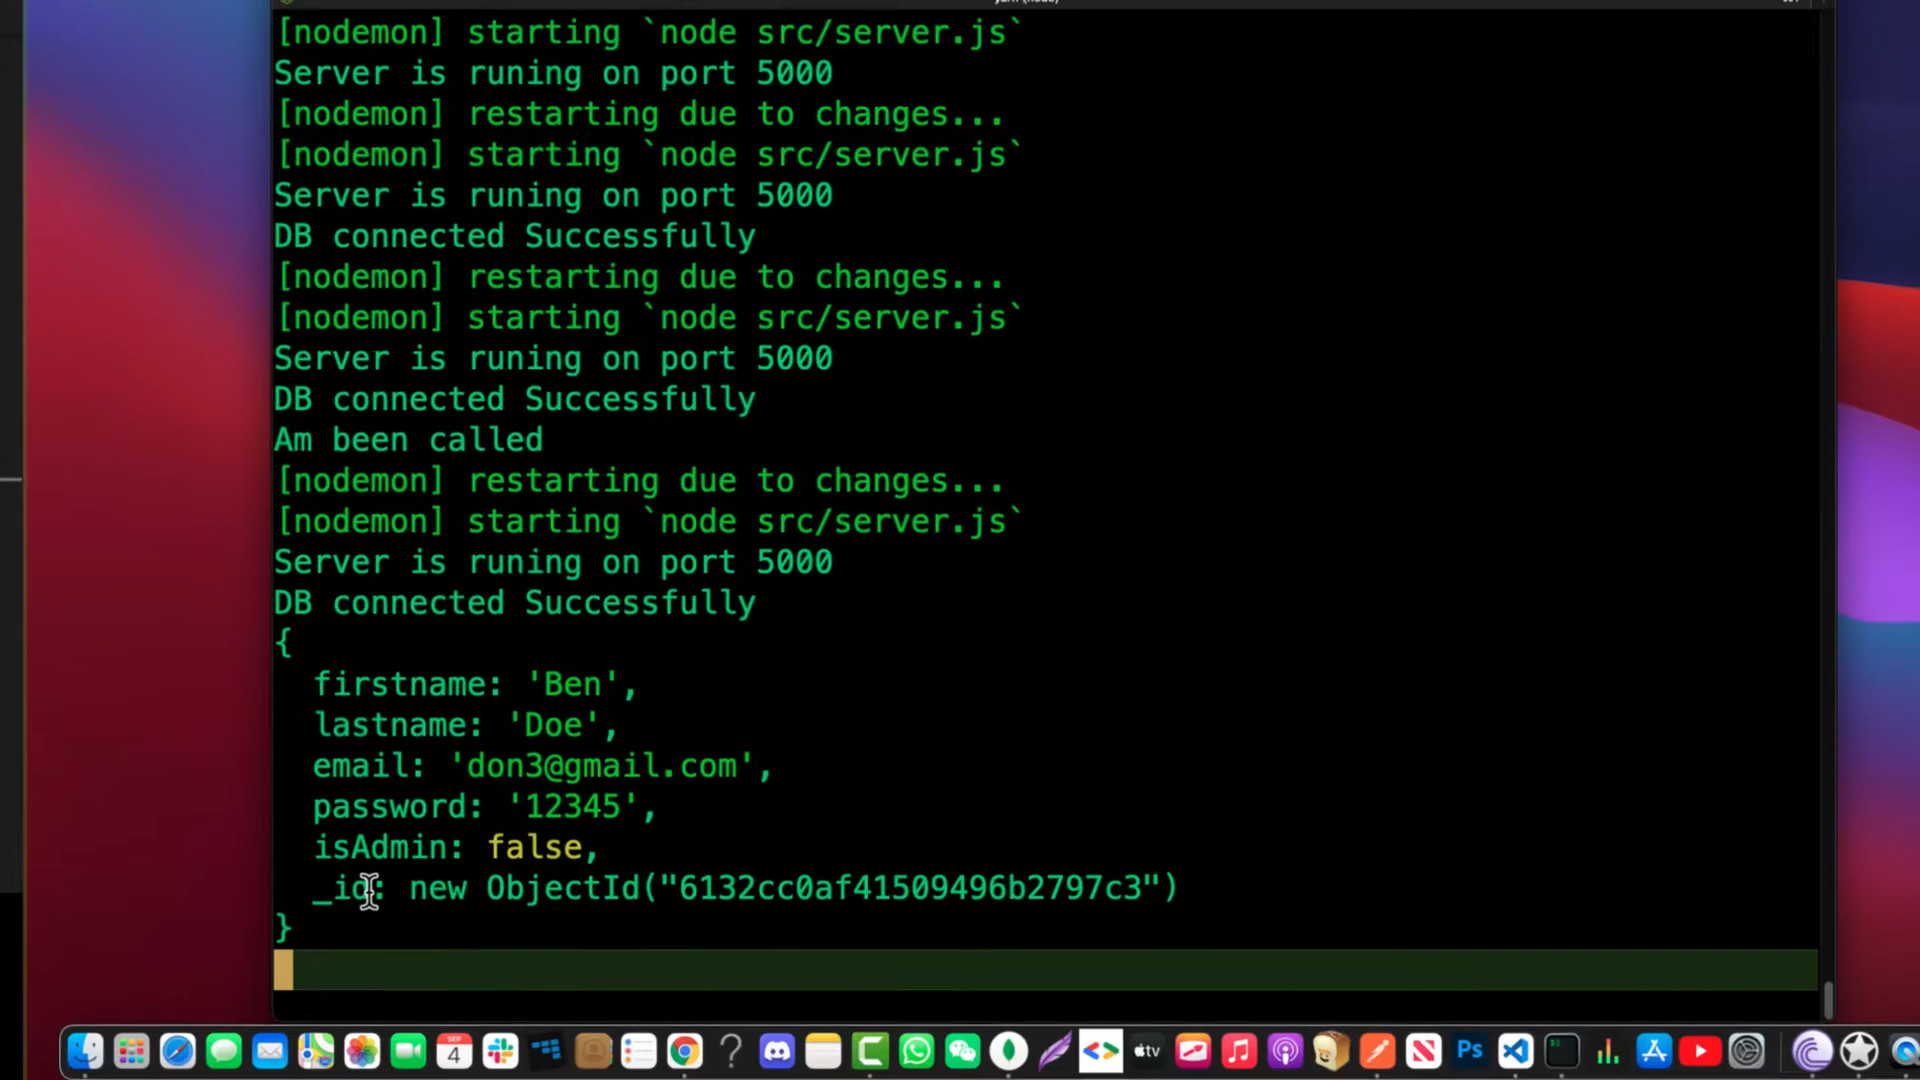 [nodemon] starting `node src/server.js`
Server is runing on port 5000
[nodemon] restarting due to changes...
[nodemon] starting `node src/server.js`
Server is runing on port 5000
DB connected Successfully
[nodemon] restarting due to changes...
[nodemon] starting `node src/server.js`
Server is runing on port 5000
DB connected Successfully
Am been called
[nodemon] restarting due to changes...
[nodemon] starting `node src/server.js`
Server is runing on port 5000
DB connected Successfully
{
  firstname: 'Ben',
  lastname: 'Doe',
  email: 'don3@gmail.com',
  password: '12345',
  isAdmin: false,
  _id: new ObjectId("6132cc0af41509496b2797c3")
}
SEP
4
tv
Ps